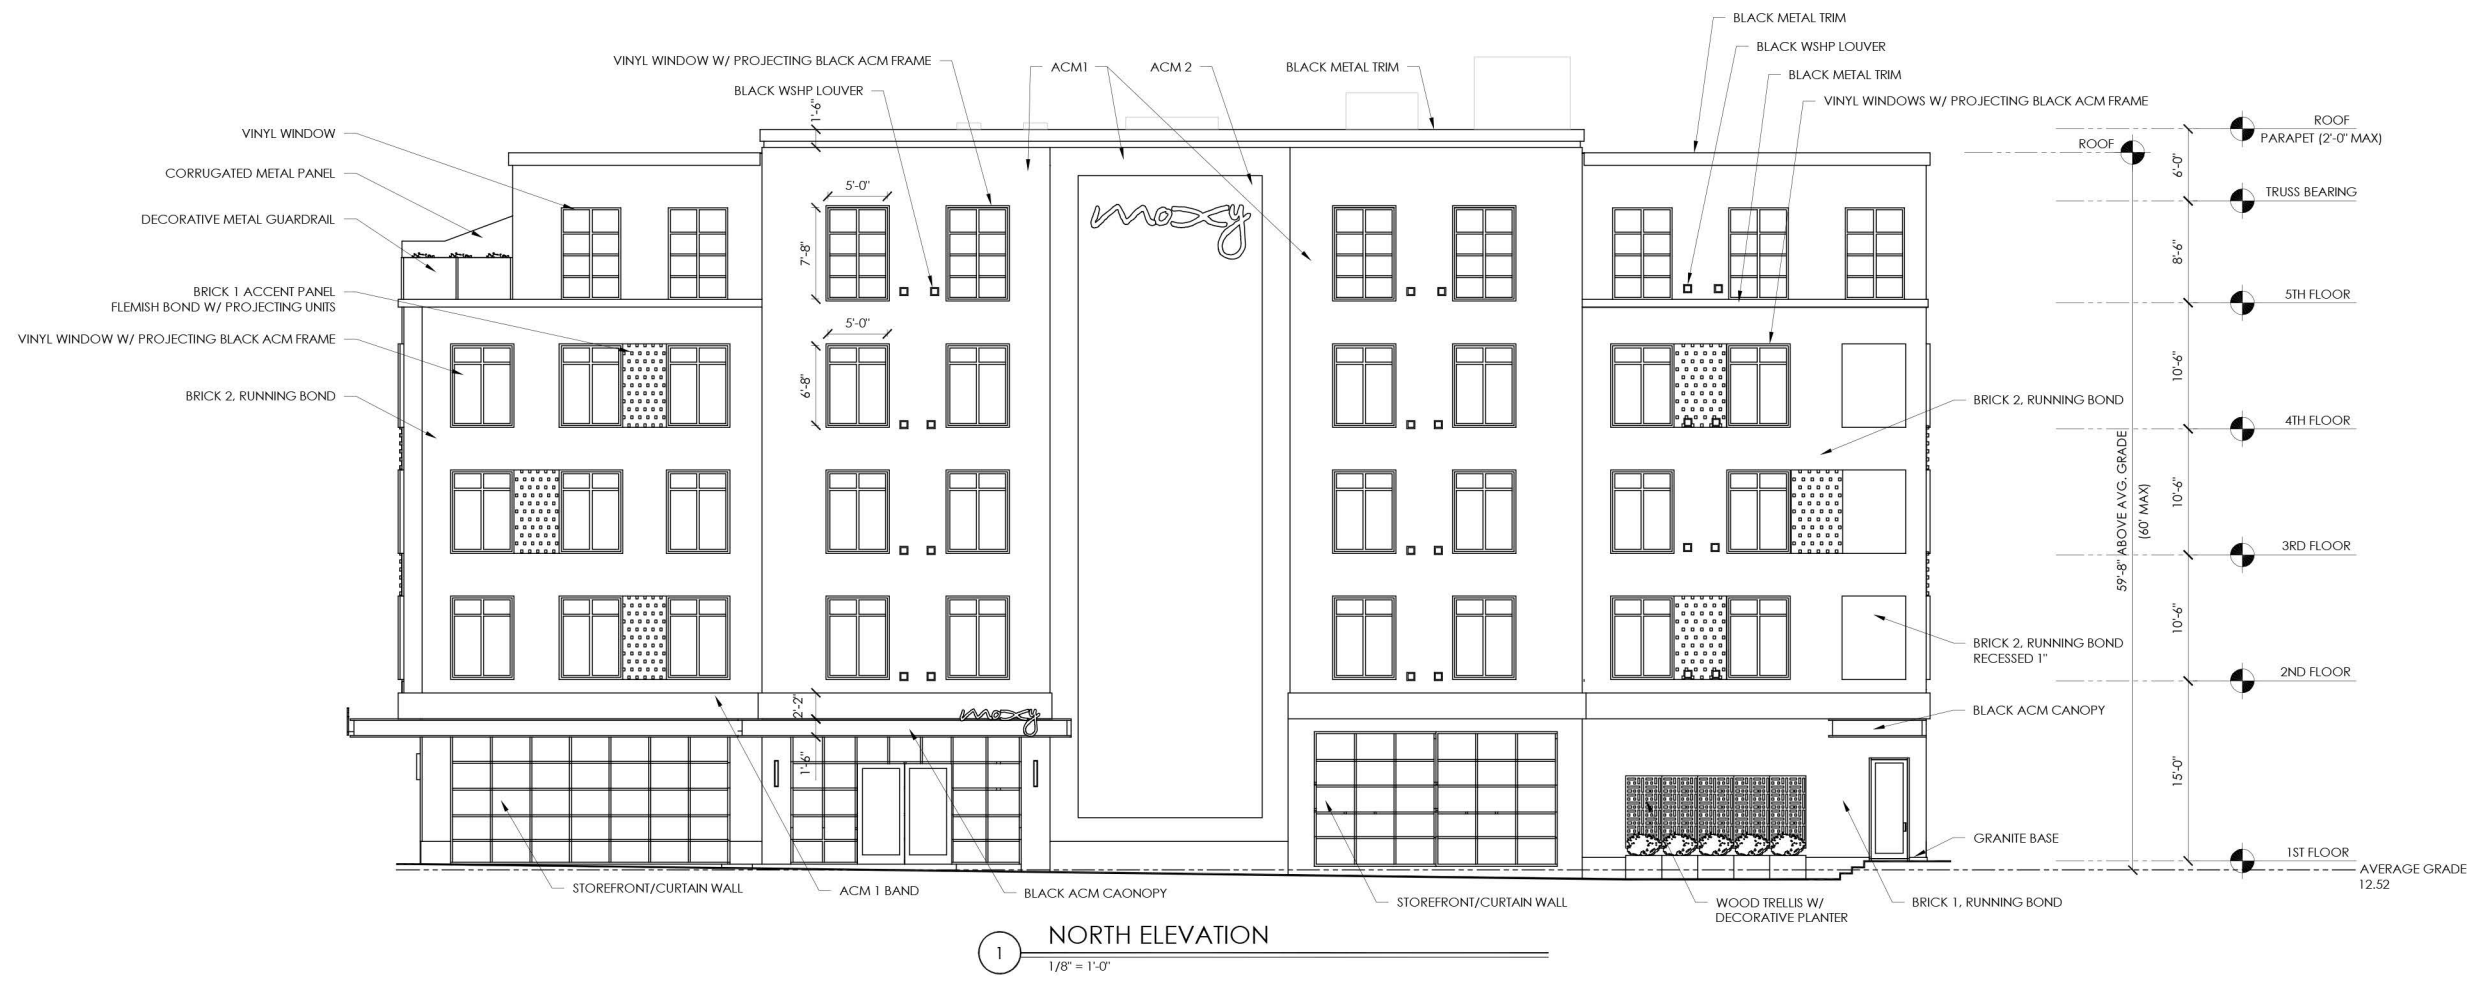 BLACK METAL TRIM
BLACK WSHP LOUVER
VINYL WINDOW W/ PROJECTING BLACK ACM FRAME
ACM1
ACM 2
BLACK METAL TRIM
BLACK METAL TRIM
BLACK WSHP LOUVER
VINYL WINDOWS W/ PROJECTING BLACK ACM FRAME
1'-6"
VINYL WINDOW
ROOF
PARAPET (2'-0" MAX)
ROOF
CORRUGATED METAL PANEL
6'-0"
5'-0"
TRUSS BEARING
DECORATIVE METAL GUARDRAIL
moxy
7'-8"
8'-6"
BRICK 1 ACCENT PANEL
FLEMISH BOND W/ PROJECTING UNITS
5TH FLOOR
5'-0"
VINYL WINDOW W/ PROJECTING BLACK ACM FRAME
6'-8"
10'-6"
BRICK 2, RUNNING BOND
BRICK 2, RUNNING BOND
4TH FLOOR
59'-8" ABOVE AVG. GRADE
(60' MAX)
10'-6"
3RD FLOOR
10'-6"
BRICK 2, RUNNING BOND
RECESSED 1"
2ND FLOOR
2'-2"
moxy
BLACK ACM CANOPY
1'-6"
15'-0"
GRANITE BASE
1ST FLOOR
AVERAGE GRADE
12.52
STOREFRONT/CURTAIN WALL
ACM 1 BAND
BLACK ACM CAONOPY
STOREFRONT/CURTAIN WALL
WOOD TRELLIS W/
DECORATIVE PLANTER
BRICK 1, RUNNING BOND
1
NORTH ELEVATION
1/8" = 1'-0"